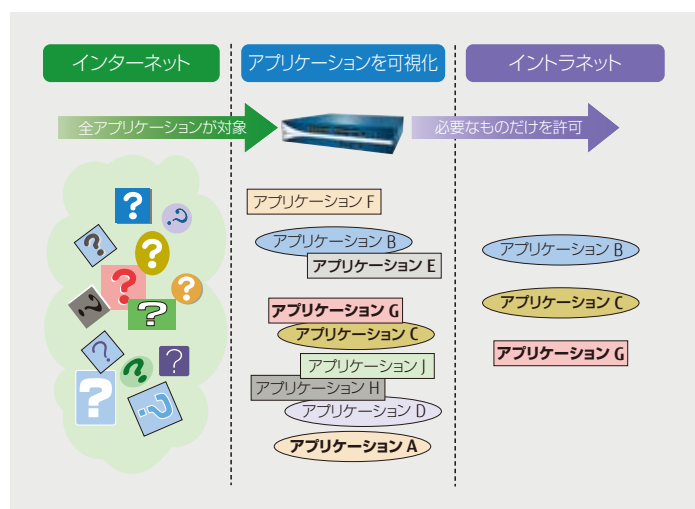 インターネット
アプリケーションを可視化
イントラネット
全アプリケーションが対象
必要なものだけを許可
?
?
?
?
?
?
?
?
?
?
?
?
?
アプリケーション F
アプリケーション B
アプリケーション E
アプリケーション G
アプリケーション C
アプリケーション J
アプリケーション H
アプリケーション D
アプリケーション A
アプリケーション B
アプリケーション C
アプリケーション G